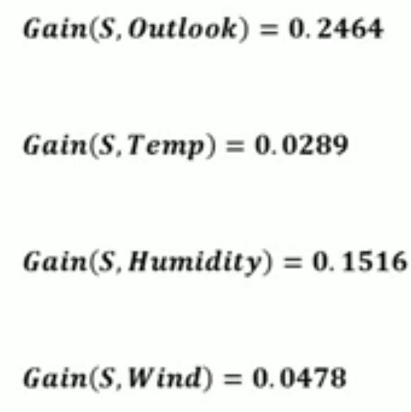 Gain(S, Outlook) = 0.2464
Gain(S, Temp) = 0.0289
Gain(S, Humidity) = 0.1516
Gain(S, Wind) = 0.0478